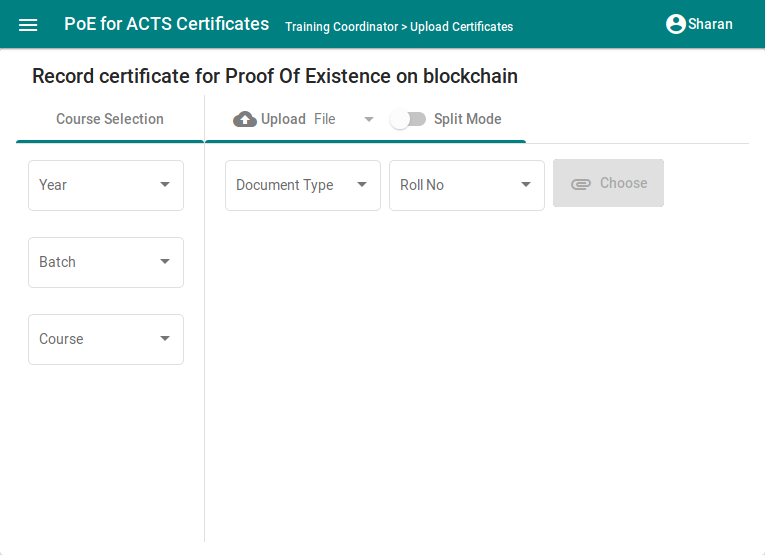 PoE for ACTS Certificates
Training Coordinator > Upload Certificates
Sharan
Record certificate for Proof Of Existence on blockchain
Course Selection
Upload File
Split Mode
Year
Batch
Course
Document Type
Roll No
Choose